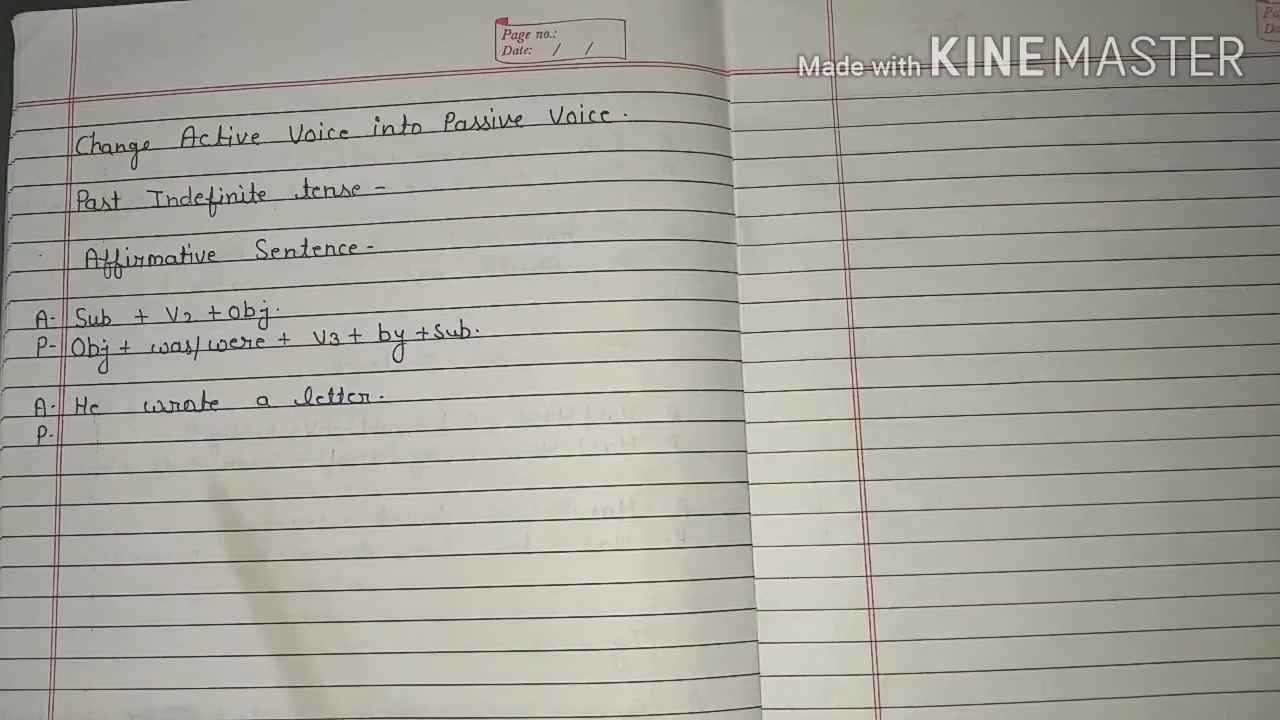 Page no.:
Date: / /
Made with KINEMASTER
Change Active Voice into Passive Voice.
Past Indefinite tense -
Affirmative Sentence -
A- Sub + V2 + Obj.
P- Obj + was/were + V3 + by + Sub.
A- He wrote a letter.
P.